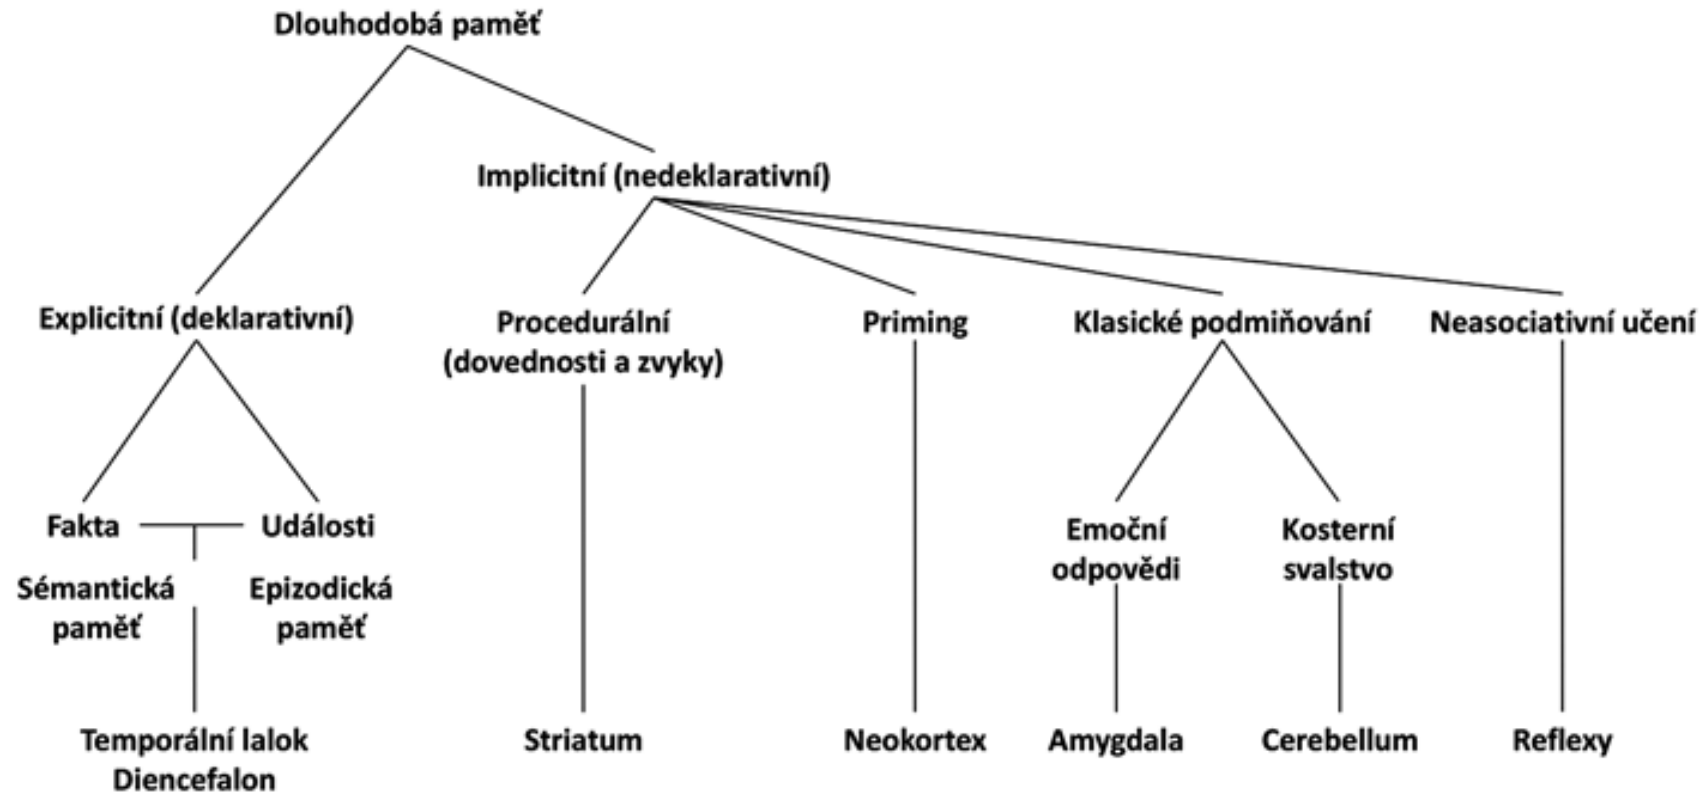 Dlouhodobá paměť
Implicitní (nedeklarativní)
Explicitní (deklarativní)
Procedurální
(dovednosti a zvyky)
Priming
Klasické podmiňování
Neasociativní učení
Fakta
Události
Sémantická
paměť
Epizodická
paměť
Emoční
odpovědi
Kosterní
svalstvo
Temporální lalok
Diencefalon
Striatum
Neokortex
Amygdala
Cerebellum
Reflexy